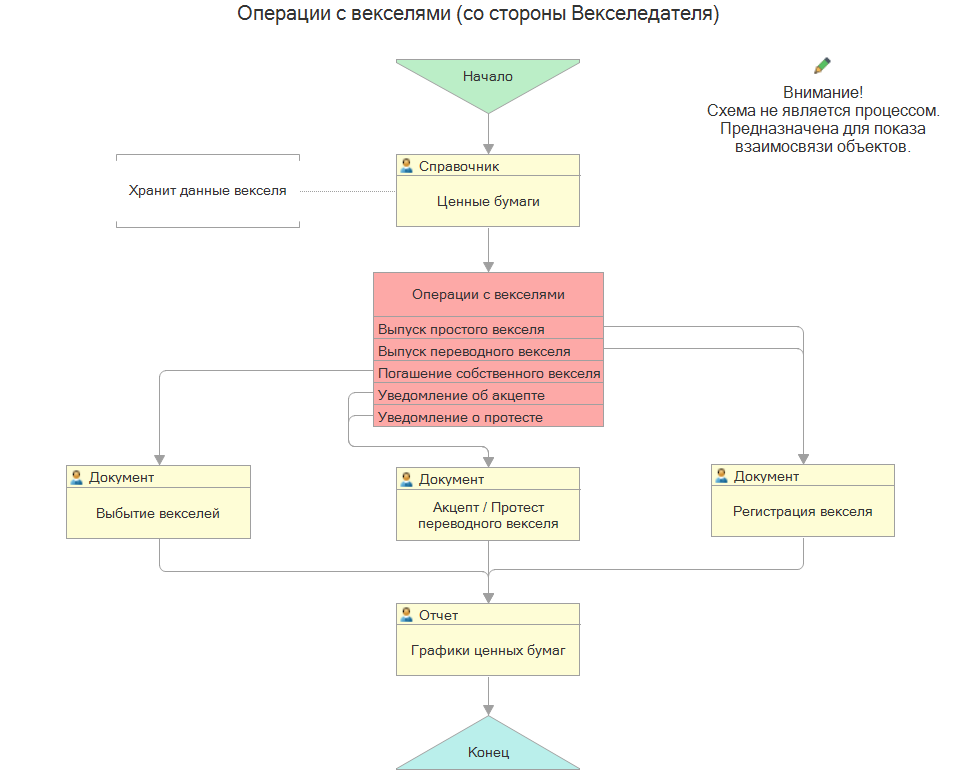 Операции с векселями (со стороны Векселедателя)
Начало
Внимание!
Схема не является процессом.
Предназначена для показа
взаимосвязи объектов.
Справочник
Хранит данные векселя
Ценные бумаги
Операции с векселями
Выпуск простого векселя
Выпуск переводного векселя
Погашение собственного векселя
Уведомление об акцепте
Уведомление о протесте
Документ
Выбытие векселей
Документ
Акцепт / Протест
переводного векселя
Документ
Регистрация векселя
Отчет
Графики ценных бумаг
Конец